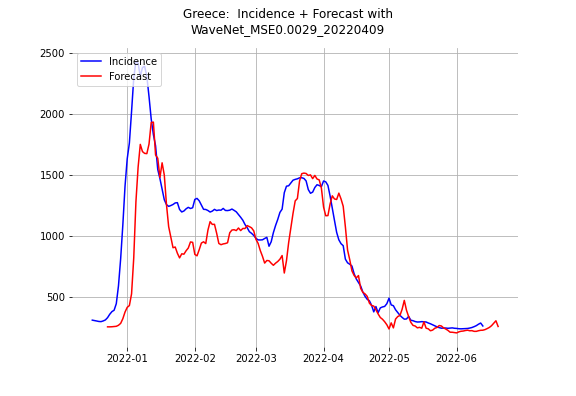 Greece:  Incidence + Forecast with
WaveNet_MSE0.0029_20220409
2500
2000
1500
1000
500
Incidence
Forecast
2022-01
2022-02
2022-03
2022-04
2022-05
2022-06